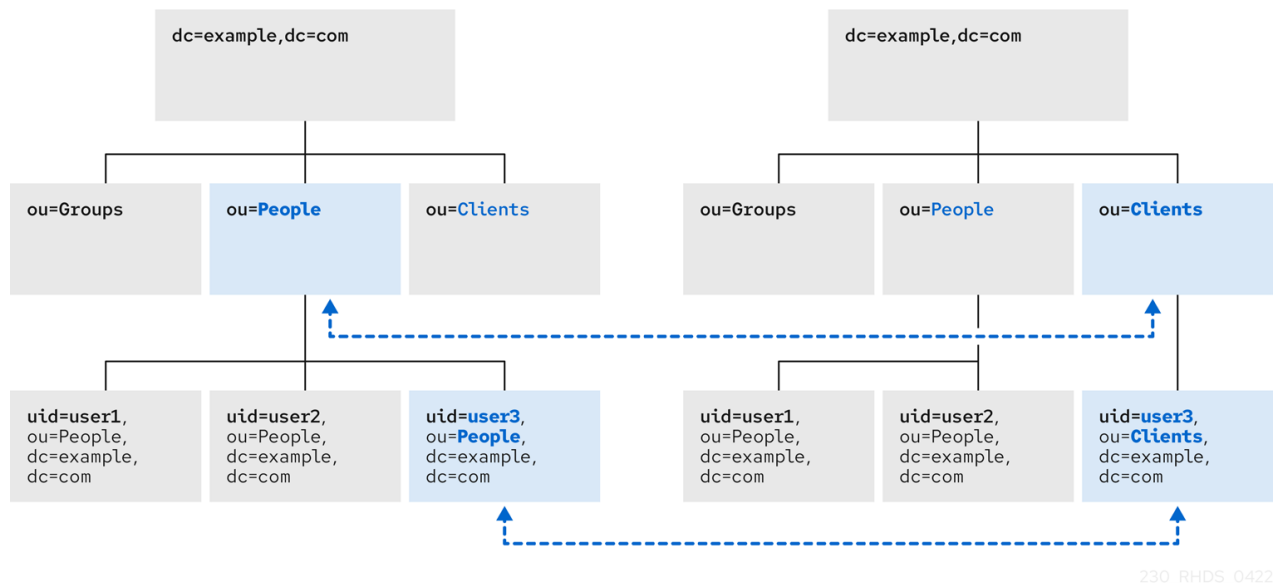 dc=example,dc=com
ou=Groups
ou=People
ou=Clients
uid=user1,
ou=People,
dc=example,
dc=com
uid=user2,
ou=People,
dc=example,
dc=com
uid=user3,
ou=People,
dc=example,
dc=com
dc=example,dc=com
ou=Groups
ou=People
ou=Clients
uid=user1,
ou=People,
dc=example,
dc=com
uid=user2,
ou=People,
dc=example,
dc=com
uid=user3,
ou=Clients,
dc=example,
dc=com
230_RHDS_0422